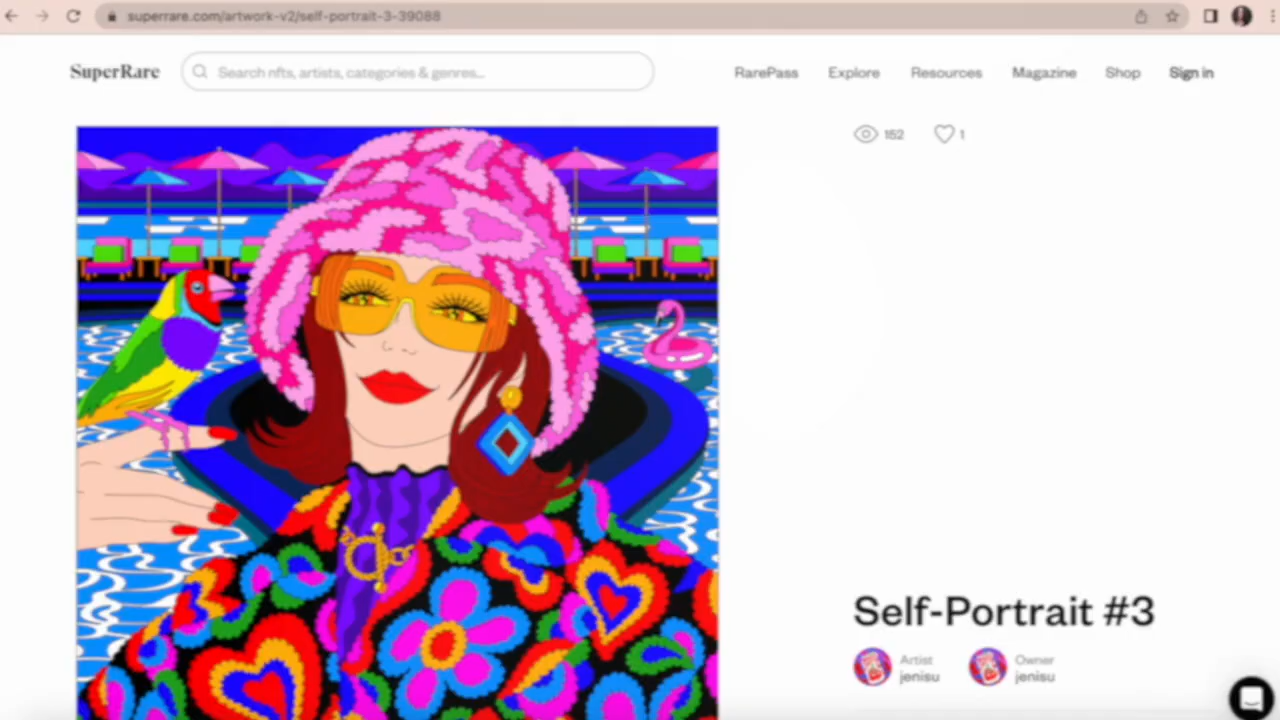 superrare.com/artwork-v2/self-portrait-3-39088
SuperRare
Search nfts, artists, categories & genres...
RarePass
Explore
Resources
Magazine
Shop
Sign in
152
1
Self-Portrait #3
Artist
jenisu
Owner
jenisu